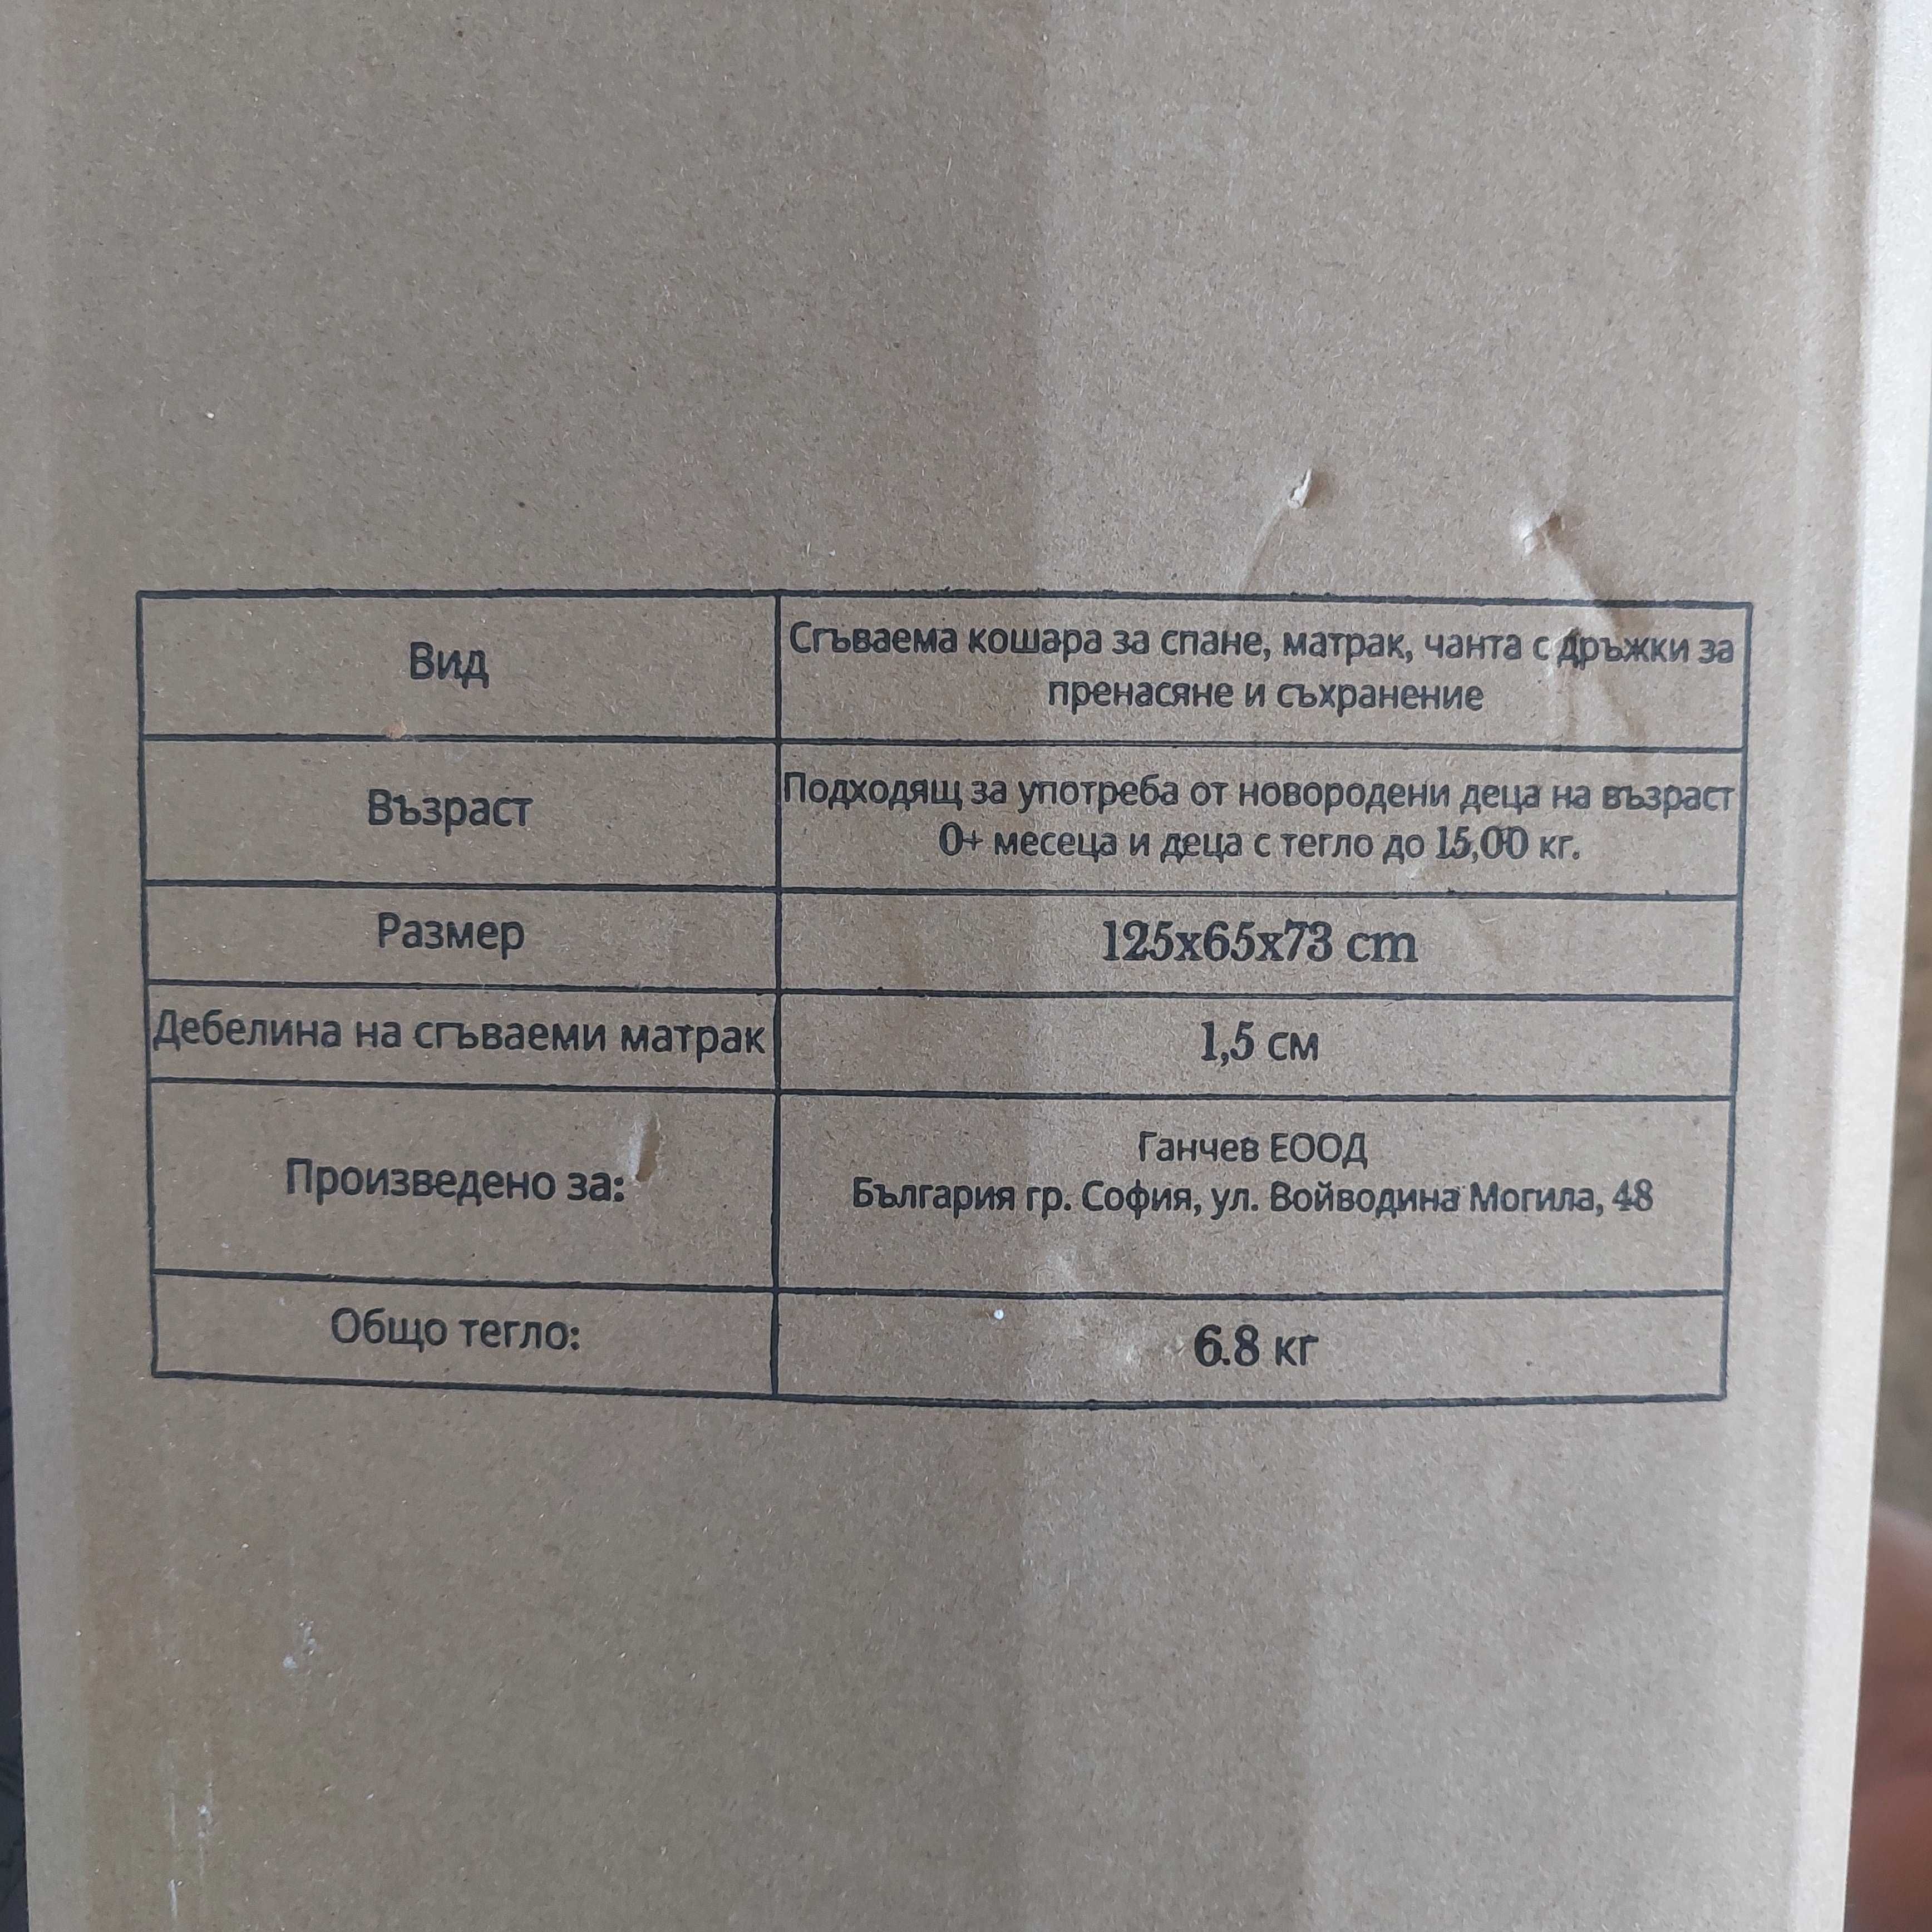 Вид
Сгъваема кошара за спане, матрак, чанта с дръжки за
пренасяне и съхранение
Възраст
Подходящ за употреба от новородени деца на възраст
0+ месеца и деца с тегло до 15,00 кг.
Размер
125x65x73 cm
Дебелина на сгъваеми матрак
1,5 см
Произведено за:
Ганчев ЕООД
България гр. София, ул. Войводина Могила, 48
Общо тегло:
6.8 кг